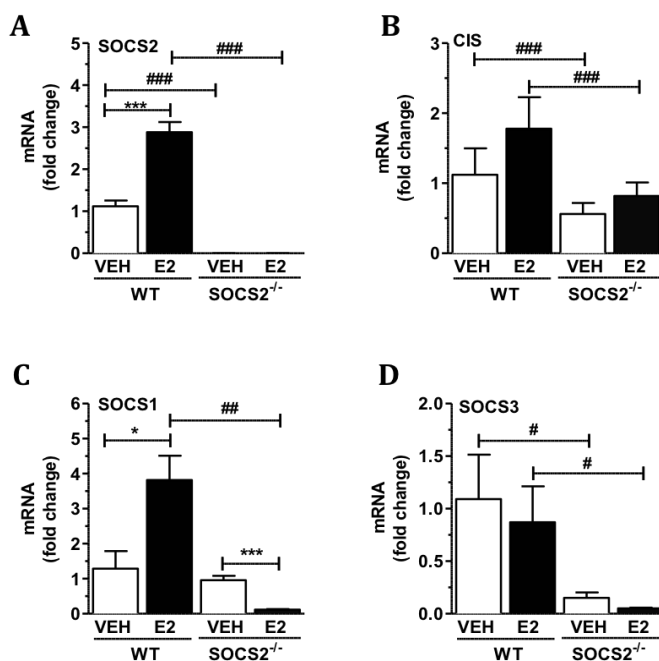 A
SOCS2
###
###
***
mRNA
(fold change)
5
4
3
2
1
0
VEH E2 VEH E2
WT SOCS2-/-
B
CIS
###
###
mRNA
(fold change)
3
2
1
0
VEH E2 VEH E2
WT SOCS2-/-
C
SOCS1
##
*
***
mRNA
(fold change)
6
5
4
3
2
1
0
VEH E2 VEH E2
WT SOCS2-/-
D
SOCS3
#
#
mRNA
(fold change)
2.0
1.5
1.0
0.5
0.0
VEH E2 VEH E2
WT SOCS2-/-